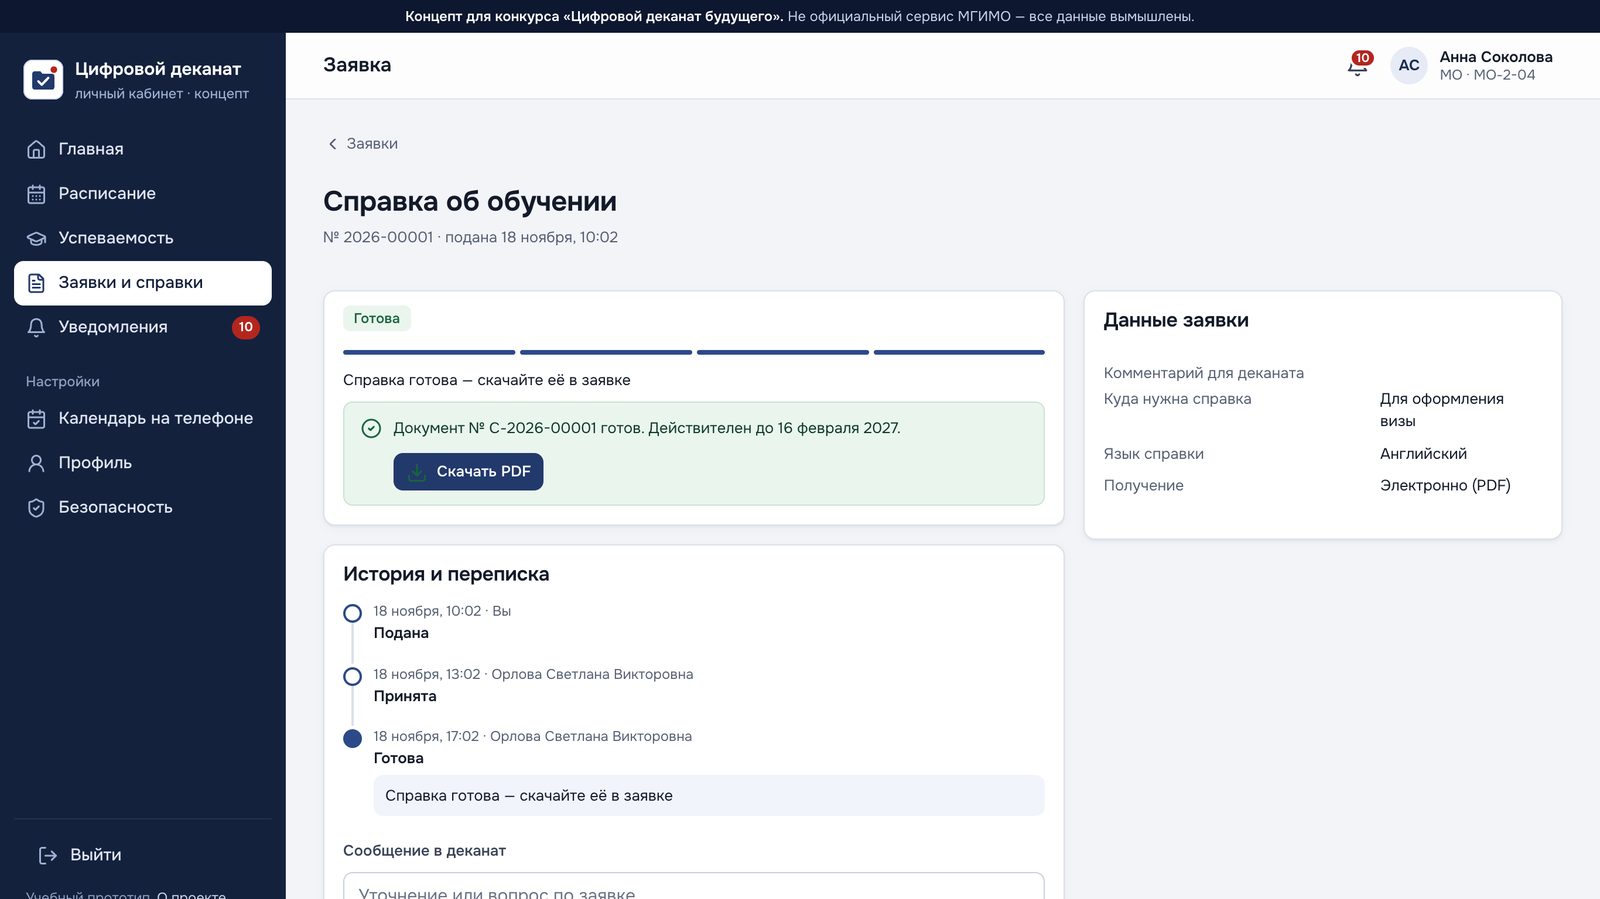 Концепт для конкурса «Цифровой деканат будущего». Не официальный сервис МГИМО — все данные вымышлены.
Цифровой деканат
личный кабинет · концепт
Главная
Расписание
Успеваемость
Заявки и справки
Уведомления 10
Настройки
Календарь на телефоне
Профиль
Безопасность
Выйти
Учебный прототип. О проекте
Заявка
10
АС
Анна Соколова
МО · МО-2-04
Заявки
Справка об обучении
№ 2026-00001 · подана 18 ноября, 10:02
Готова
Справка готова — скачайте её в заявке
Документ № С-2026-00001 готов. Действителен до 16 февраля 2027.
Скачать PDF
История и переписка
18 ноября, 10:02 · Вы
Подана
18 ноября, 13:02 · Орлова Светлана Викторовна
Принята
18 ноября, 17:02 · Орлова Светлана Викторовна
Готова
Справка готова — скачайте её в заявке
Сообщение в деканат
Уточнение или вопрос по заявке
Данные заявки
Комментарий для деканата
Куда нужна справка Для оформления
визы
Язык справки Английский
Получение Электронно (PDF)